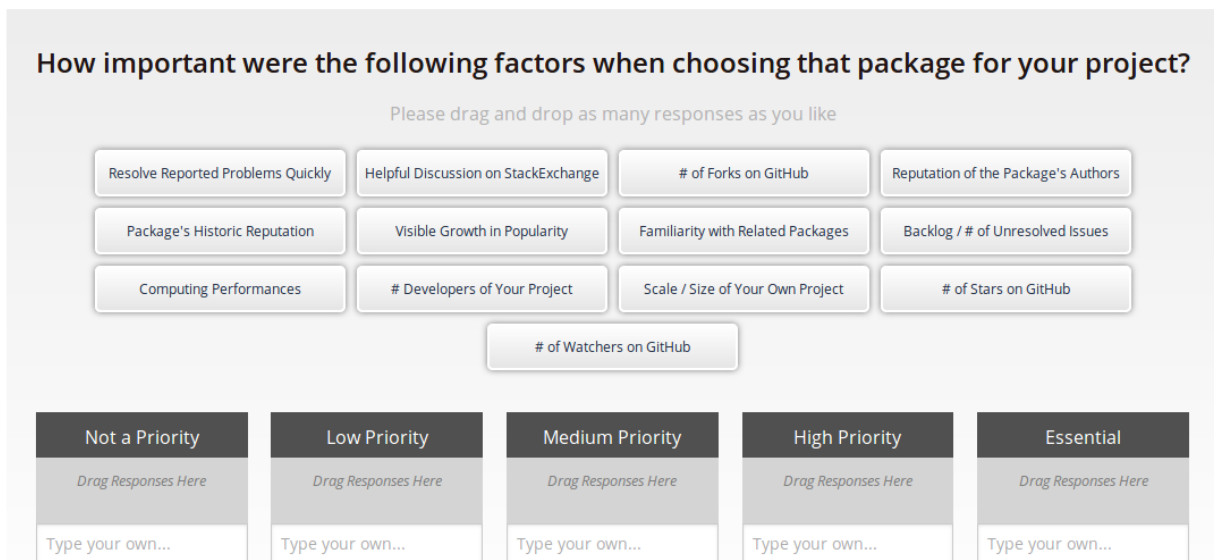 How important were the following factors when choosing that package for your project?
Please drag and drop as many responses as you like
Resolve Reported Problems Quickly
Helpful Discussion on StackExchange
# of Forks on GitHub
Reputation of the Package's Authors
Package's Historic Reputation
Visible Growth in Popularity
Familiarity with Related Packages
Backlog / # of Unresolved Issues
Computing Performances
# Developers of Your Project
Scale / Size of Your Own Project
# of Stars on GitHub
# of Watchers on GitHub
Not a Priority
Low Priority
Medium Priority
High Priority
Essential
Drag Responses Here
Drag Responses Here
Drag Responses Here
Drag Responses Here
Drag Responses Here
Type your own...
Type your own...
Type your own...
Type your own...
Type your own...